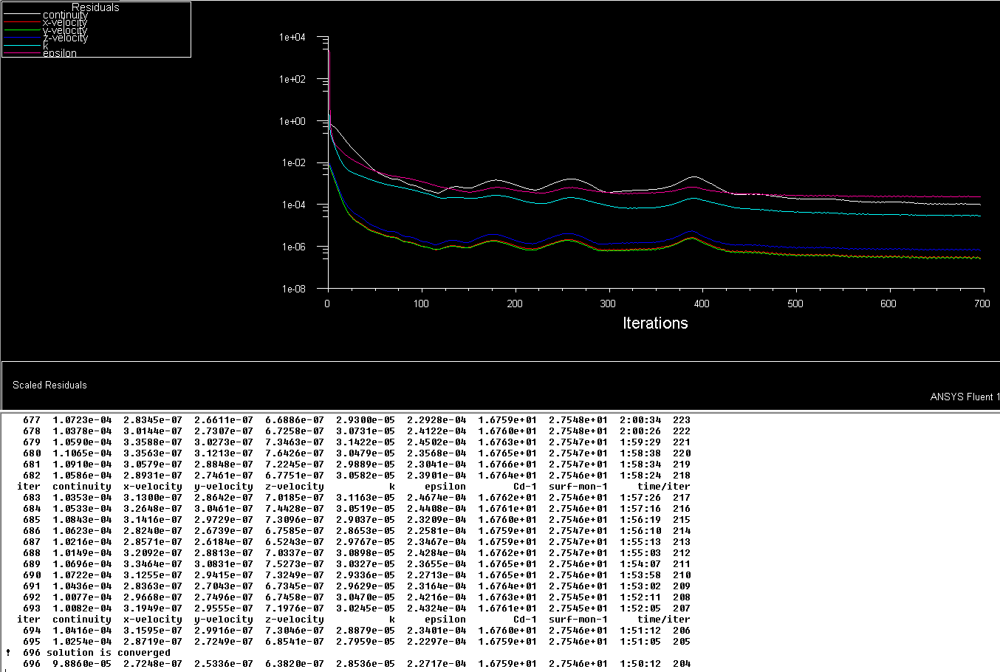 Residuals
continuity
x-velocity
y-velocity
z-velocity
k
epsilon
1e+04
1e+02
1e+00
1e-02
1e-04
1e-06
1e-08
0 100 200 300 400 500 600 700
Iterations
Scaled Residuals
ANSYS Fluent 1
677 1.0723e-04 2.8345e-07 2.6611e-07 6.6886e-07 2.9300e-05 2.2928e-04 1.6759e+01 2.7548e+01 2:00:34 223
678 1.0378e-04 3.0144e-07 2.7307e-07 6.7258e-07 3.0731e-05 2.4122e-04 1.6760e+01 2.7548e+01 2:00:26 222
679 1.0590e-04 3.3588e-07 3.0273e-07 7.3463e-07 3.1422e-05 2.4502e-04 1.6763e+01 2.7547e+01 1:59:29 221
680 1.1065e-04 3.3563e-07 3.1213e-07 7.6426e-07 3.0479e-05 2.3568e-04 1.6765e+01 2.7547e+01 1:58:38 220
681 1.0910e-04 3.0579e-07 2.8848e-07 7.2245e-07 2.9889e-05 2.3041e-04 1.6766e+01 2.7547e+01 1:58:34 219
682 1.0586e-04 2.8931e-07 2.7461e-07 6.7751e-07 3.0582e-05 2.3901e-04 1.6764e+01 2.7546e+01 1:58:24 218
iter continuity x-velocity y-velocity z-velocity k epsilon Cd-1 surf-mon-1 time/iter
683 1.0353e-04 3.1300e-07 2.8642e-07 7.0185e-07 3.1163e-05 2.4674e-04 1.6762e+01 2.7546e+01 1:57:26 217
684 1.0533e-04 3.2648e-07 3.0461e-07 7.4428e-07 3.0519e-05 2.4408e-04 1.6761e+01 2.7546e+01 1:57:16 216
685 1.0843e-04 3.1416e-07 2.9729e-07 7.3096e-07 2.9037e-05 2.3209e-04 1.6760e+01 2.7546e+01 1:56:19 215
686 1.0623e-04 2.8240e-07 2.6739e-07 6.7585e-07 2.8653e-05 2.2581e-04 1.6759e+01 2.7547e+01 1:56:10 214
687 1.0216e-04 2.8571e-07 2.6184e-07 6.5243e-07 2.9767e-05 2.3467e-04 1.6759e+01 2.7547e+01 1:55:13 213
688 1.0149e-04 3.2092e-07 2.8813e-07 7.0337e-07 3.0898e-05 2.4284e-04 1.6762e+01 2.7547e+01 1:55:03 212
689 1.0696e-04 3.3464e-07 3.0831e-07 7.5273e-07 3.0327e-05 2.3655e-04 1.6765e+01 2.7546e+01 1:54:07 211
690 1.0722e-04 3.1255e-07 2.9415e-07 7.3249e-07 2.9336e-05 2.2713e-04 1.6765e+01 2.7546e+01 1:53:58 210
691 1.0436e-04 2.8363e-07 2.7043e-07 6.7345e-07 2.9629e-05 2.3164e-04 1.6764e+01 2.7546e+01 1:53:02 209
692 1.0077e-04 2.9668e-07 2.7496e-07 6.7458e-07 3.0470e-05 2.4216e-04 1.6763e+01 2.7545e+01 1:52:11 208
693 1.0082e-04 3.1949e-07 2.9555e-07 7.1976e-07 3.0245e-05 2.4324e-04 1.6761e+01 2.7545e+01 1:52:05 207
iter continuity x-velocity y-velocity z-velocity k epsilon Cd-1 surf-mon-1 time/iter
694 1.0416e-04 3.1595e-07 2.9916e-07 7.3046e-07 2.8879e-05 2.3401e-04 1.6760e+01 2.7546e+01 1:51:12 206
695 1.0254e-04 2.8719e-07 2.7249e-07 6.8541e-07 2.7959e-05 2.2297e-04 1.6759e+01 2.7546e+01 1:51:05 205
! 696 solution is converged
696 9.8860e-05 2.7248e-07 2.5336e-07 6.3820e-07 2.8536e-05 2.2717e-04 1.6759e+01 2.7546e+01 1:50:12 204